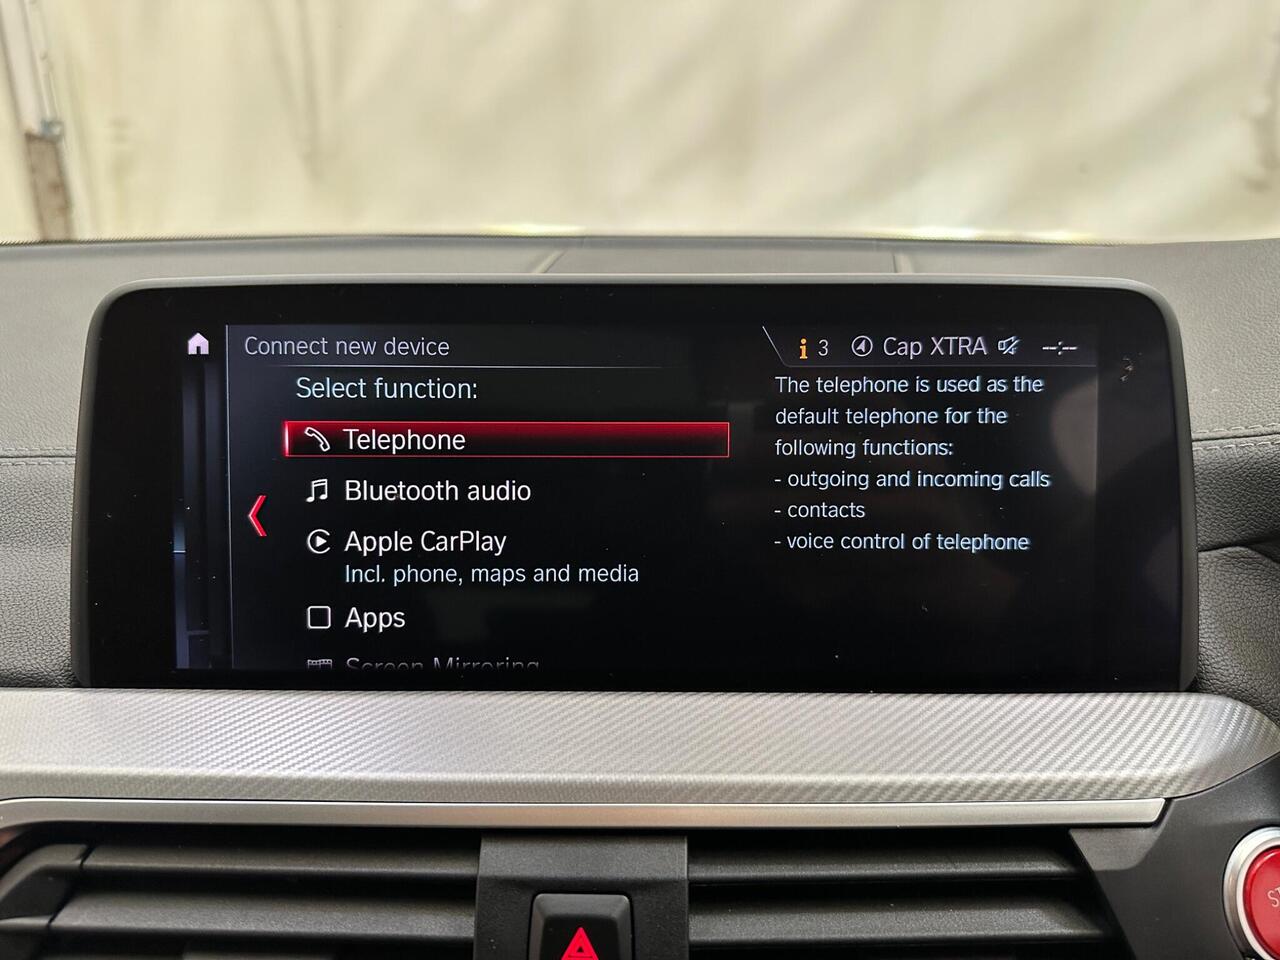 Connect new device
3 Cap XTRA --:--
Select function:
Telephone
Bluetooth audio
Apple CarPlay
Incl. phone, maps and media
Apps
Screen Mirroring
The telephone is used as the
default telephone for the
following functions:
- outgoing and incoming calls
- contacts
- voice control of telephone